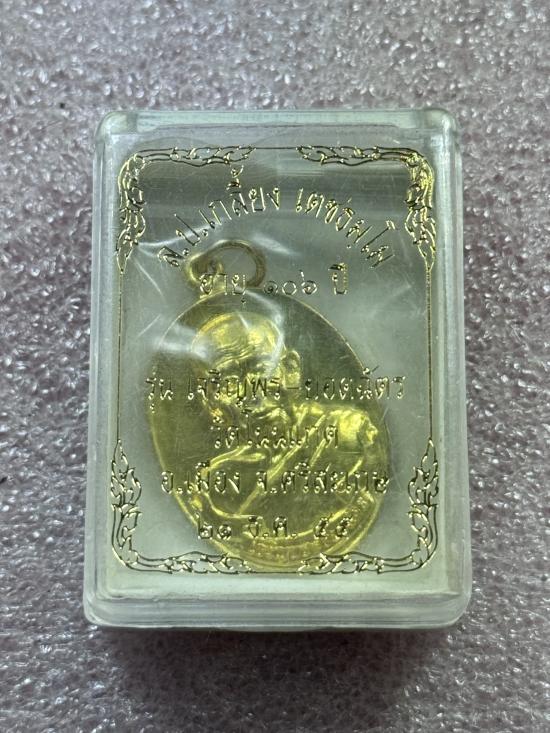 ล.ป.เกลี้ยง เตชธมฺโม
อายุ ๑๐๖ ปี
รุ่น เจริญพร-ยอดฉัตร
วัดโนนแกด
อ.เมือง จ.ศรีสะเกษ
๒๑ ธ.ค. ๕๕